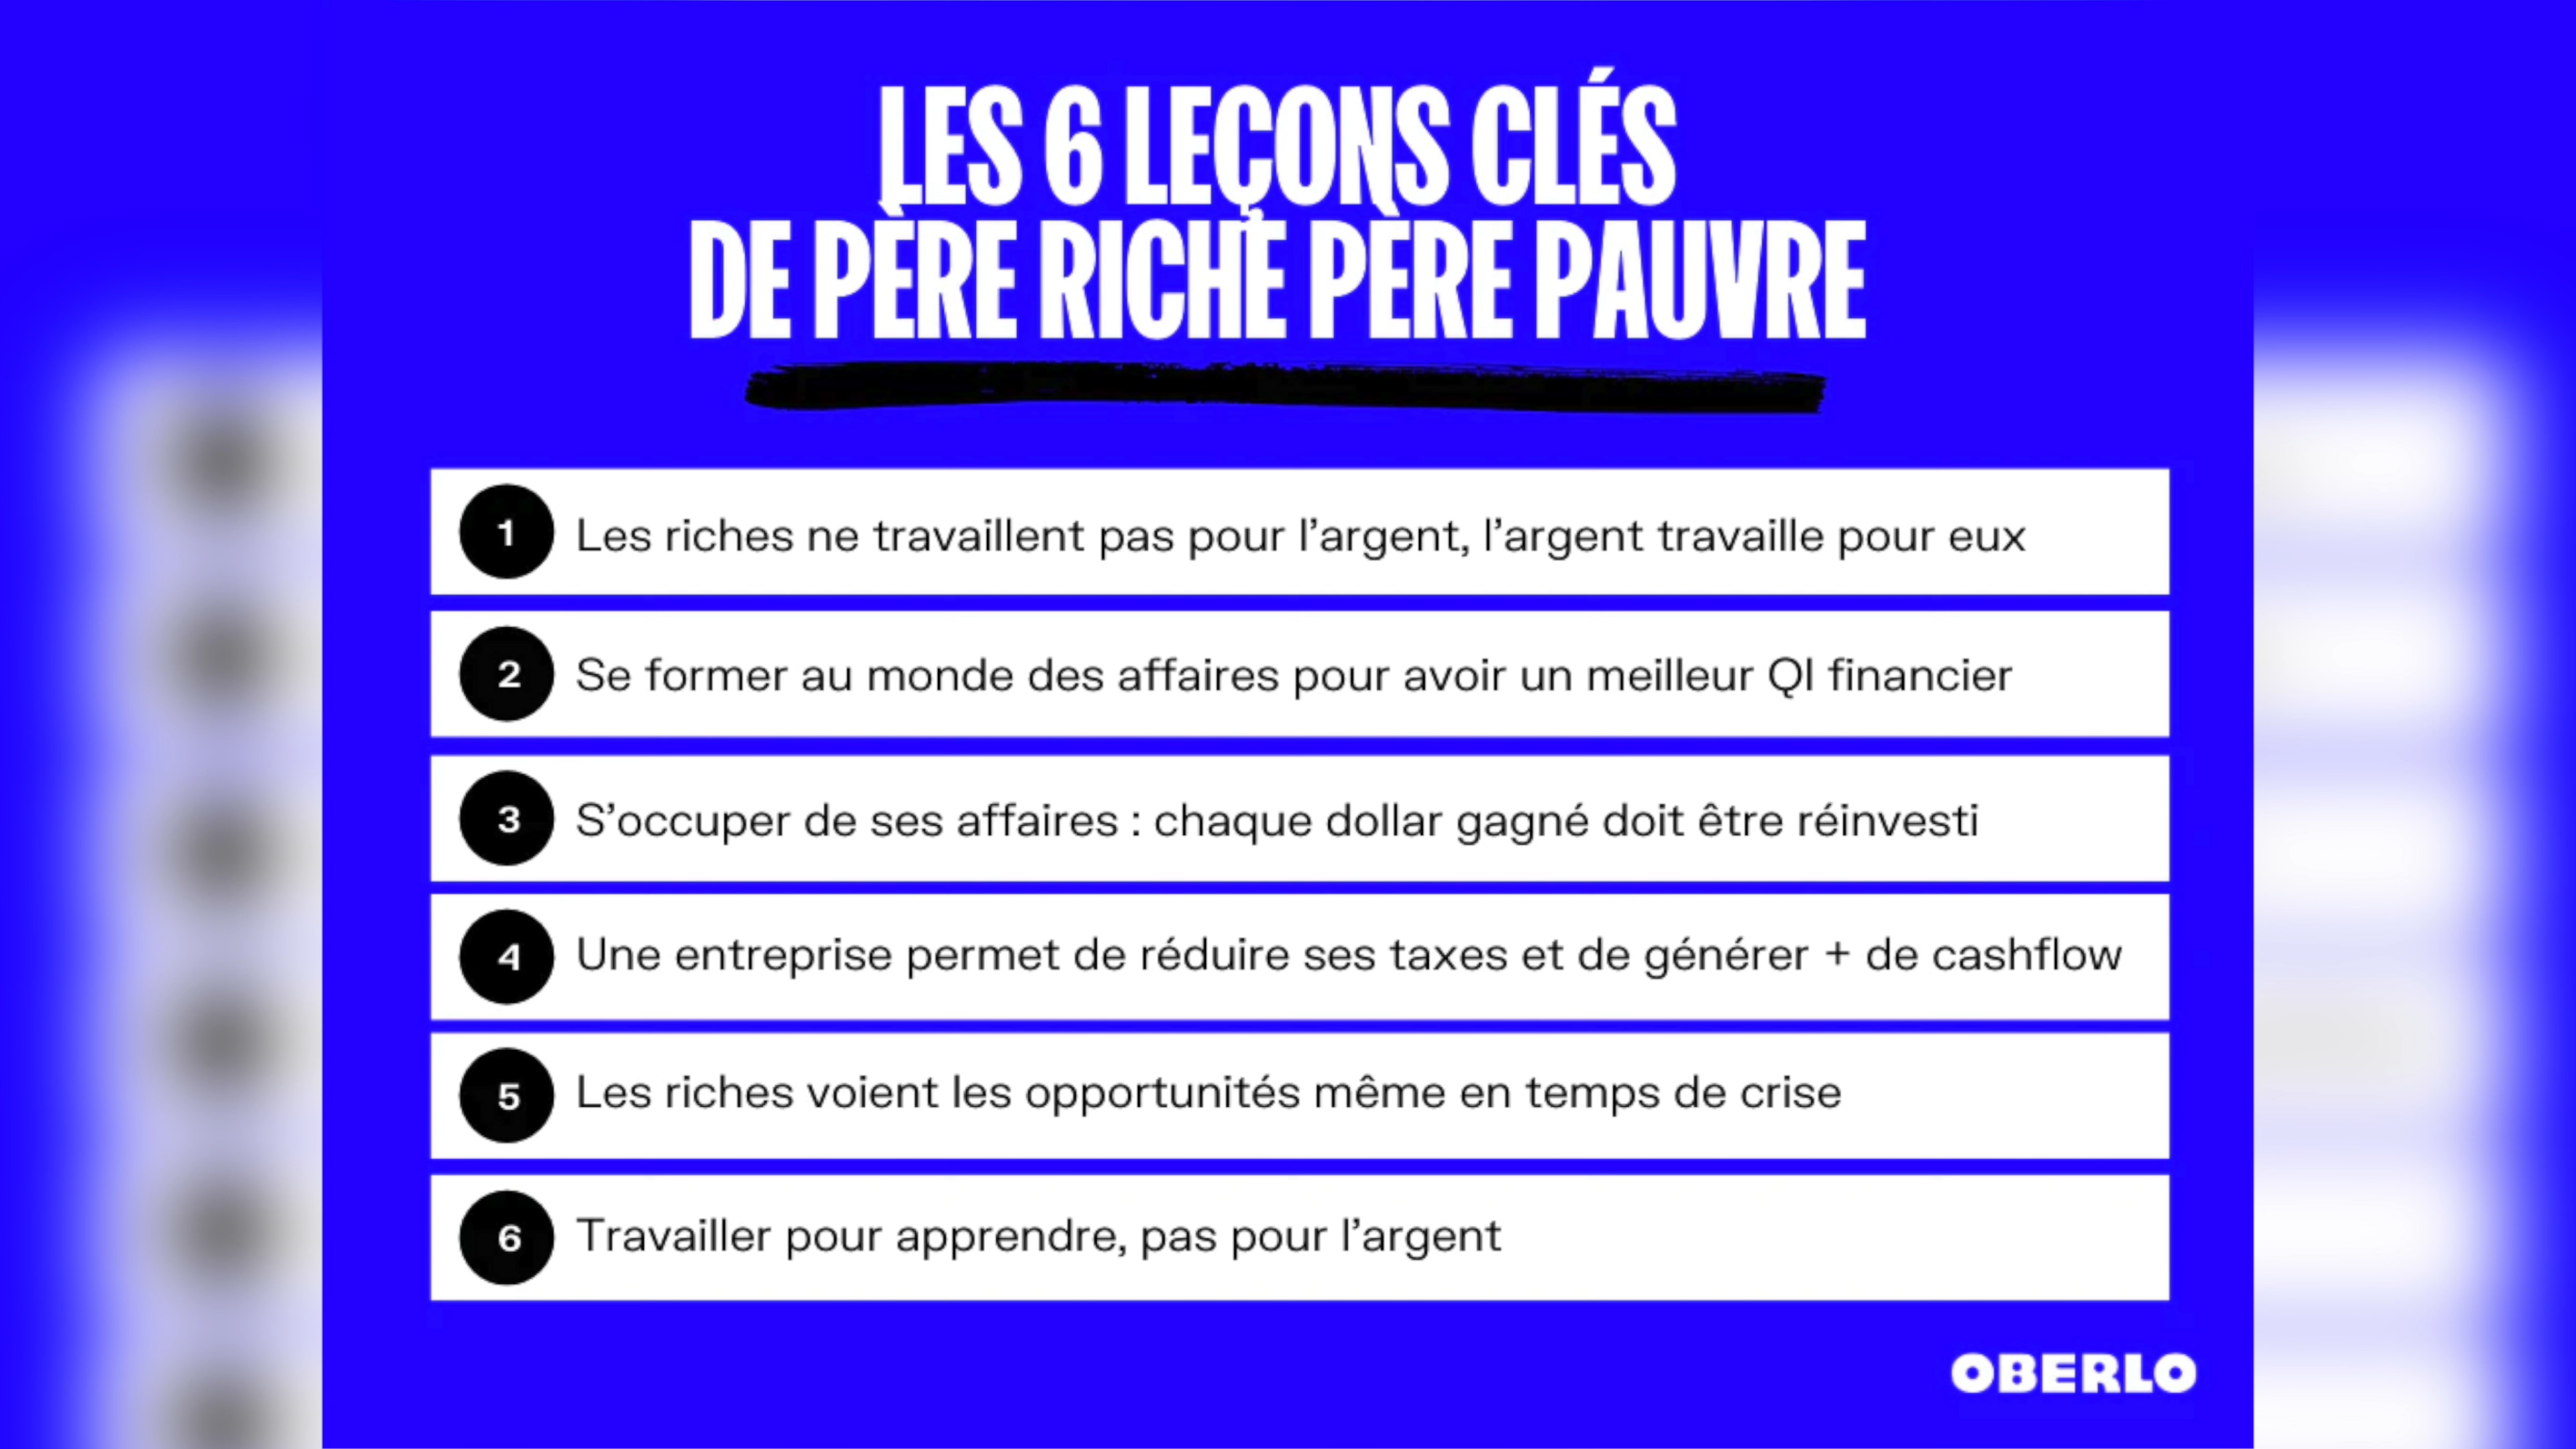 LES 6 LEÇONS CLÉS
DE PÈRE RICHE PÈRE PAUVRE
1 Les riches ne travaillent pas pour l’argent, l’argent travaille pour eux
2 Se former au monde des affaires pour avoir un meilleur QI financier
3 S’occuper de ses affaires : chaque dollar gagné doit être réinvesti
4 Une entreprise permet de réduire ses taxes et de générer + de cashflow
5 Les riches voient les opportunités même en temps de crise
6 Travailler pour apprendre, pas pour l’argent
OBERLO